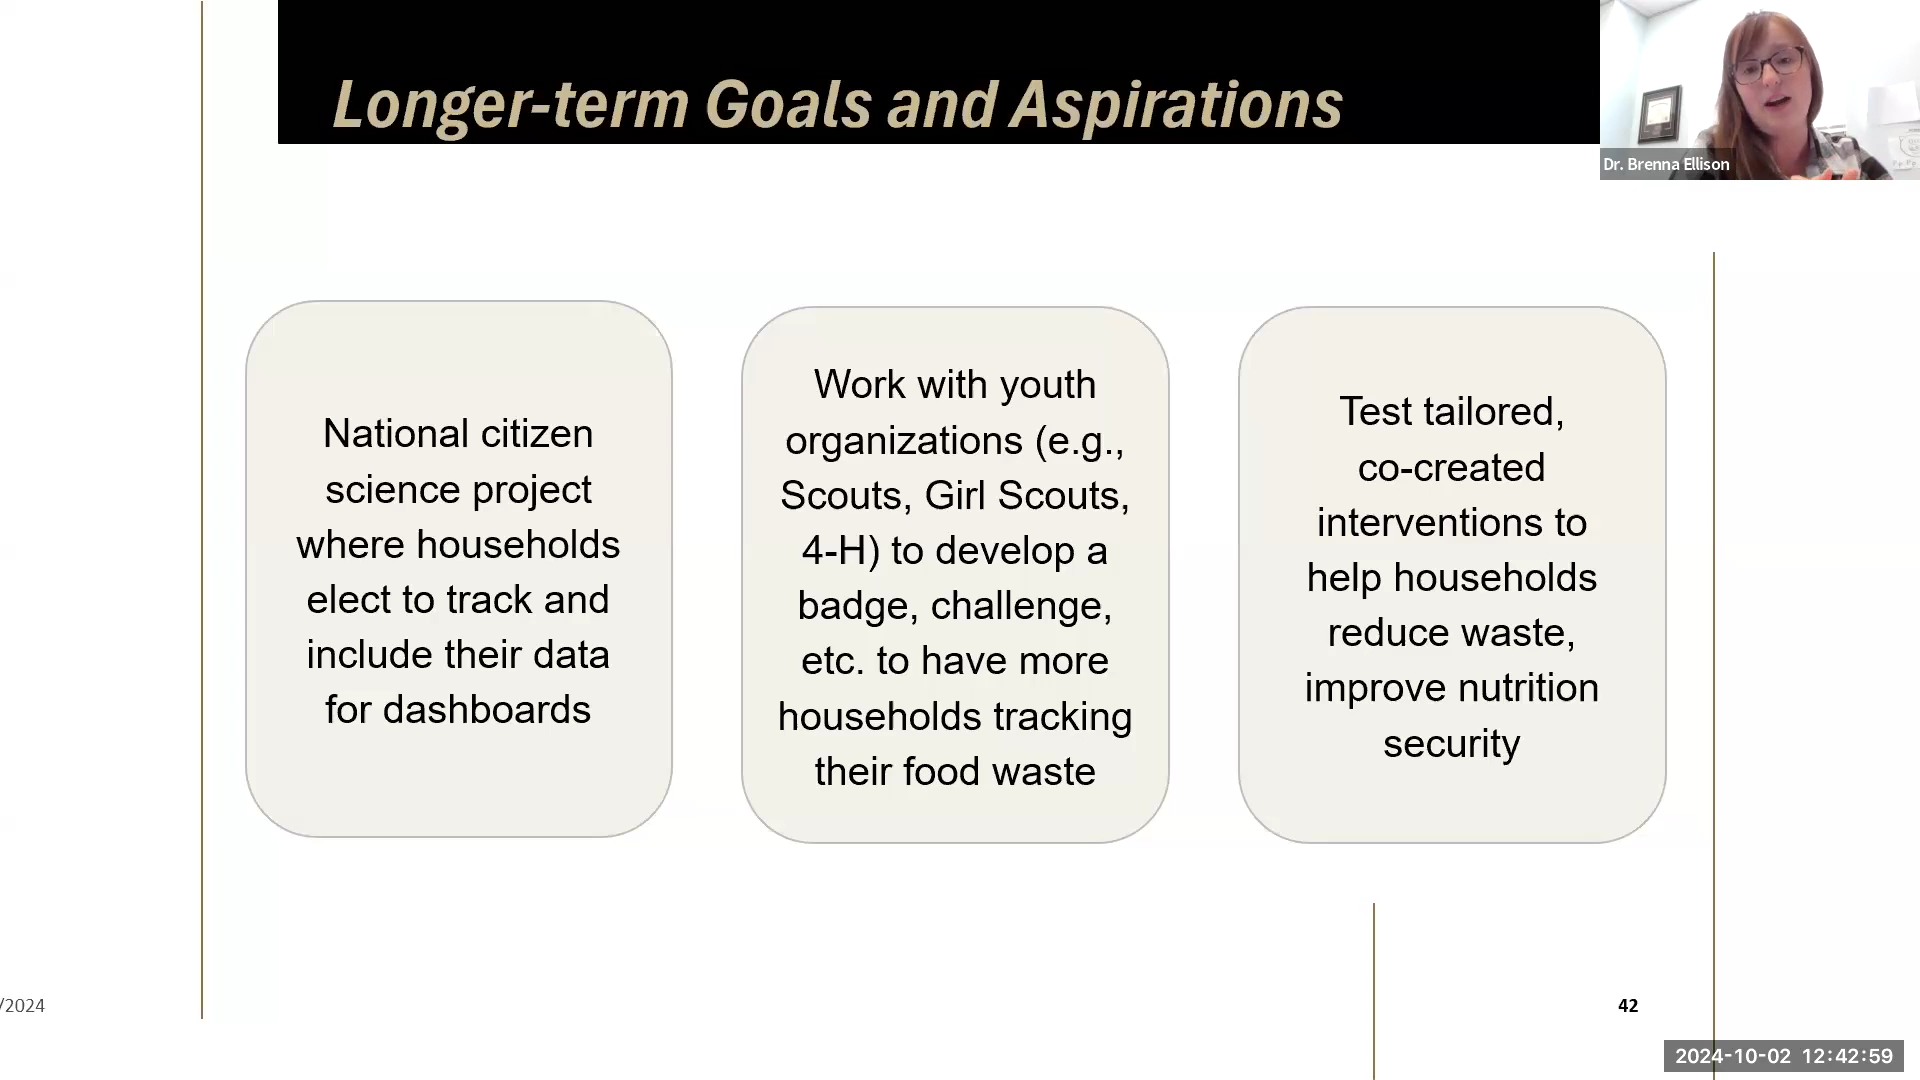 Longer-term Goals and Aspirations
Dr. Brenna Ellison
National citizen
science project
where households
elect to track and
include their data
for dashboards
Work with youth
organizations (e.g.,
Scouts, Girl Scouts,
4-H) to develop a
badge, challenge,
etc. to have more
households tracking
their food waste
Test tailored,
co-created
interventions to
help households
reduce waste,
improve nutrition
security
/2024
42
2024-10-02 12:42:59